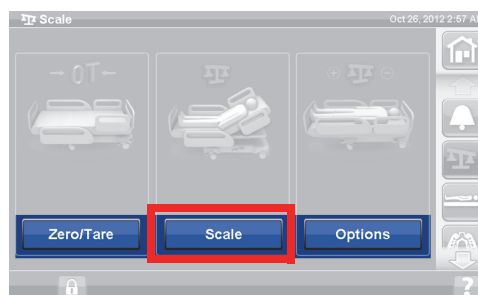 Scale
Oct 26, 2012 2:57 A
→ 0T ←
Zero/Tare
Scale
Options
?